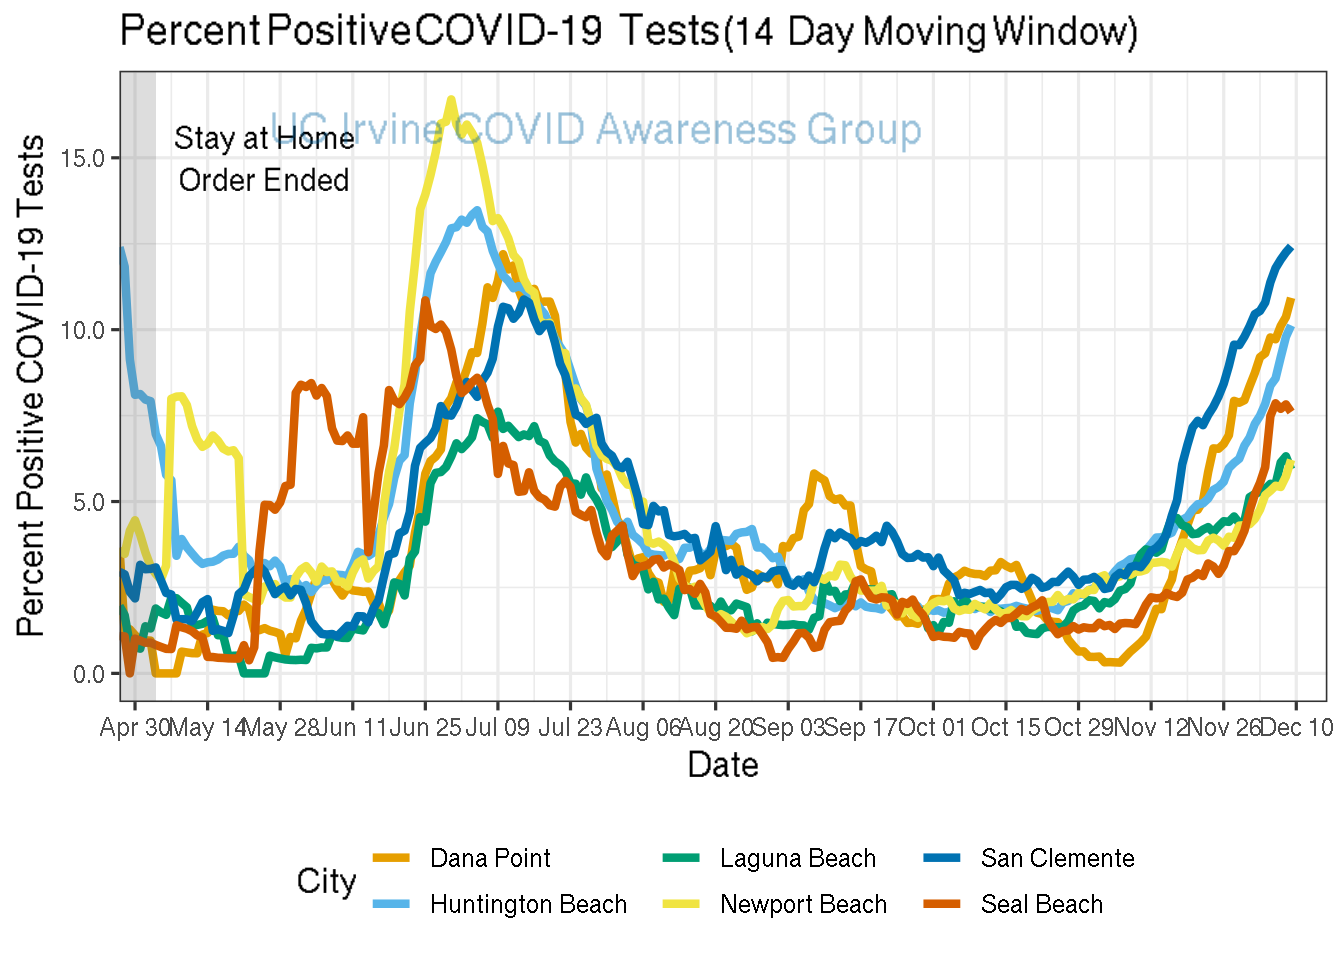 Percent Positive COVID-19 Tests (14 Day Moving Window)
UC Irvine COVID Awareness Group
Stay at Home
Order Ended
Percent Positive COVID-19 Tests
15.0
10.0
5.0
0.0
Apr 30 May 14 May 28 Jun 11 Jun 25 Jul 09 Jul 23 Aug 06 Aug 20 Sep 03 Sep 17 Oct 01 Oct 15 Oct 29 Nov 12 Nov 26 Dec 10
Date
City
Dana Point Laguna Beach San Clemente
Huntington Beach Newport Beach Seal Beach